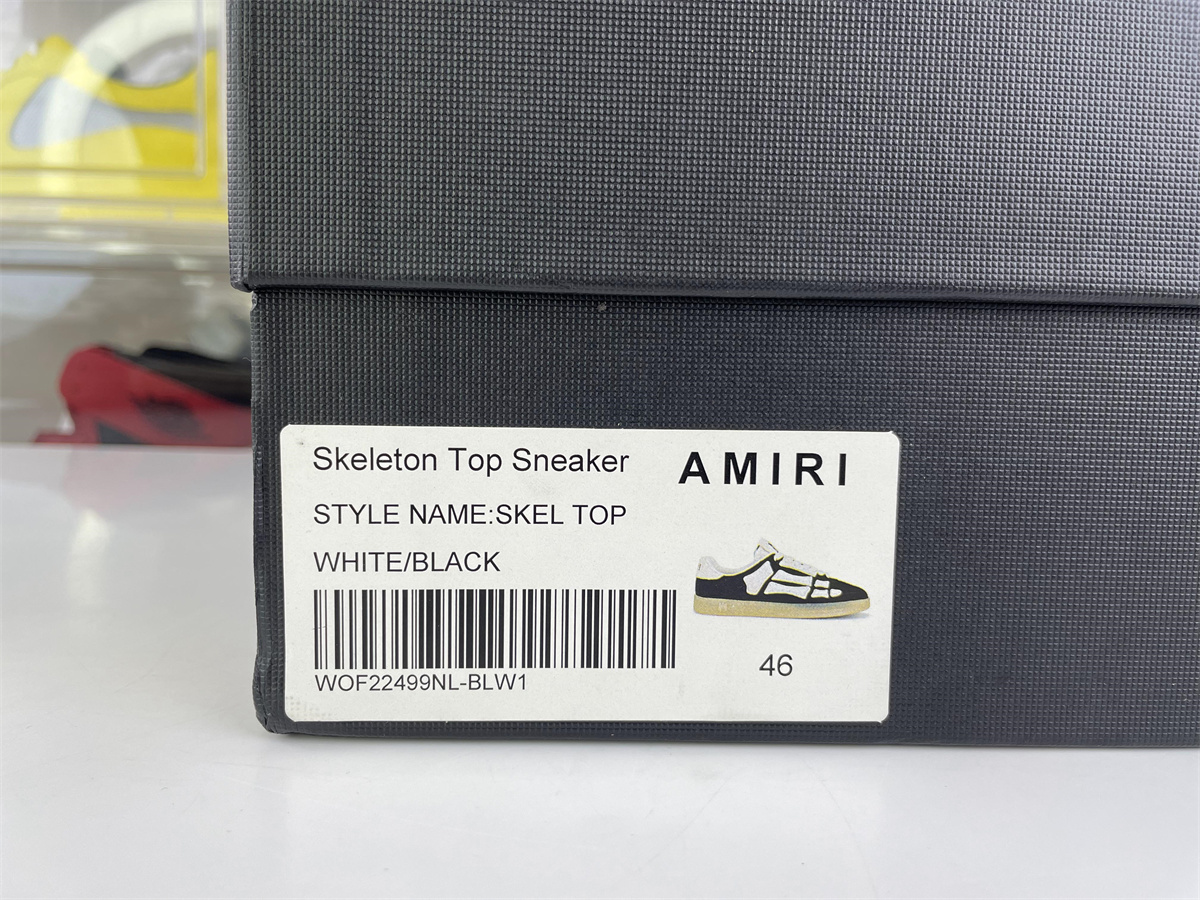 Skeleton Top Sneaker
AMIRI
STYLE NAME:SKEL TOP
WHITE/BLACK
WOF22499NL-BLW1
46